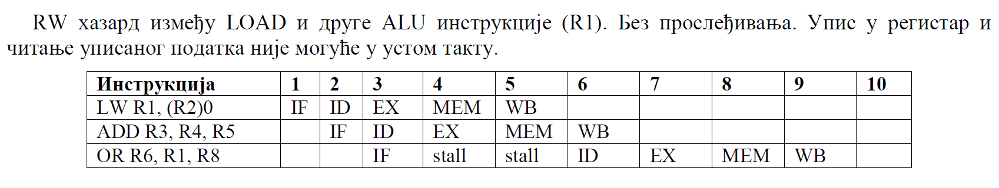 RW хазард између LOAD и друге ALU инструкције (R1). Без прослеђивања. Упис у регистар и
читање уписаног податка није могуће у устом такту.
Инструкција 1 2 3 4 5 6 7 8 9 10
LW R1, (R2)0 IF ID EX MEM WB
ADD R3, R4, R5 IF ID EX MEM WB
OR R6, R1, R8 IF stall stall ID EX MEM WB